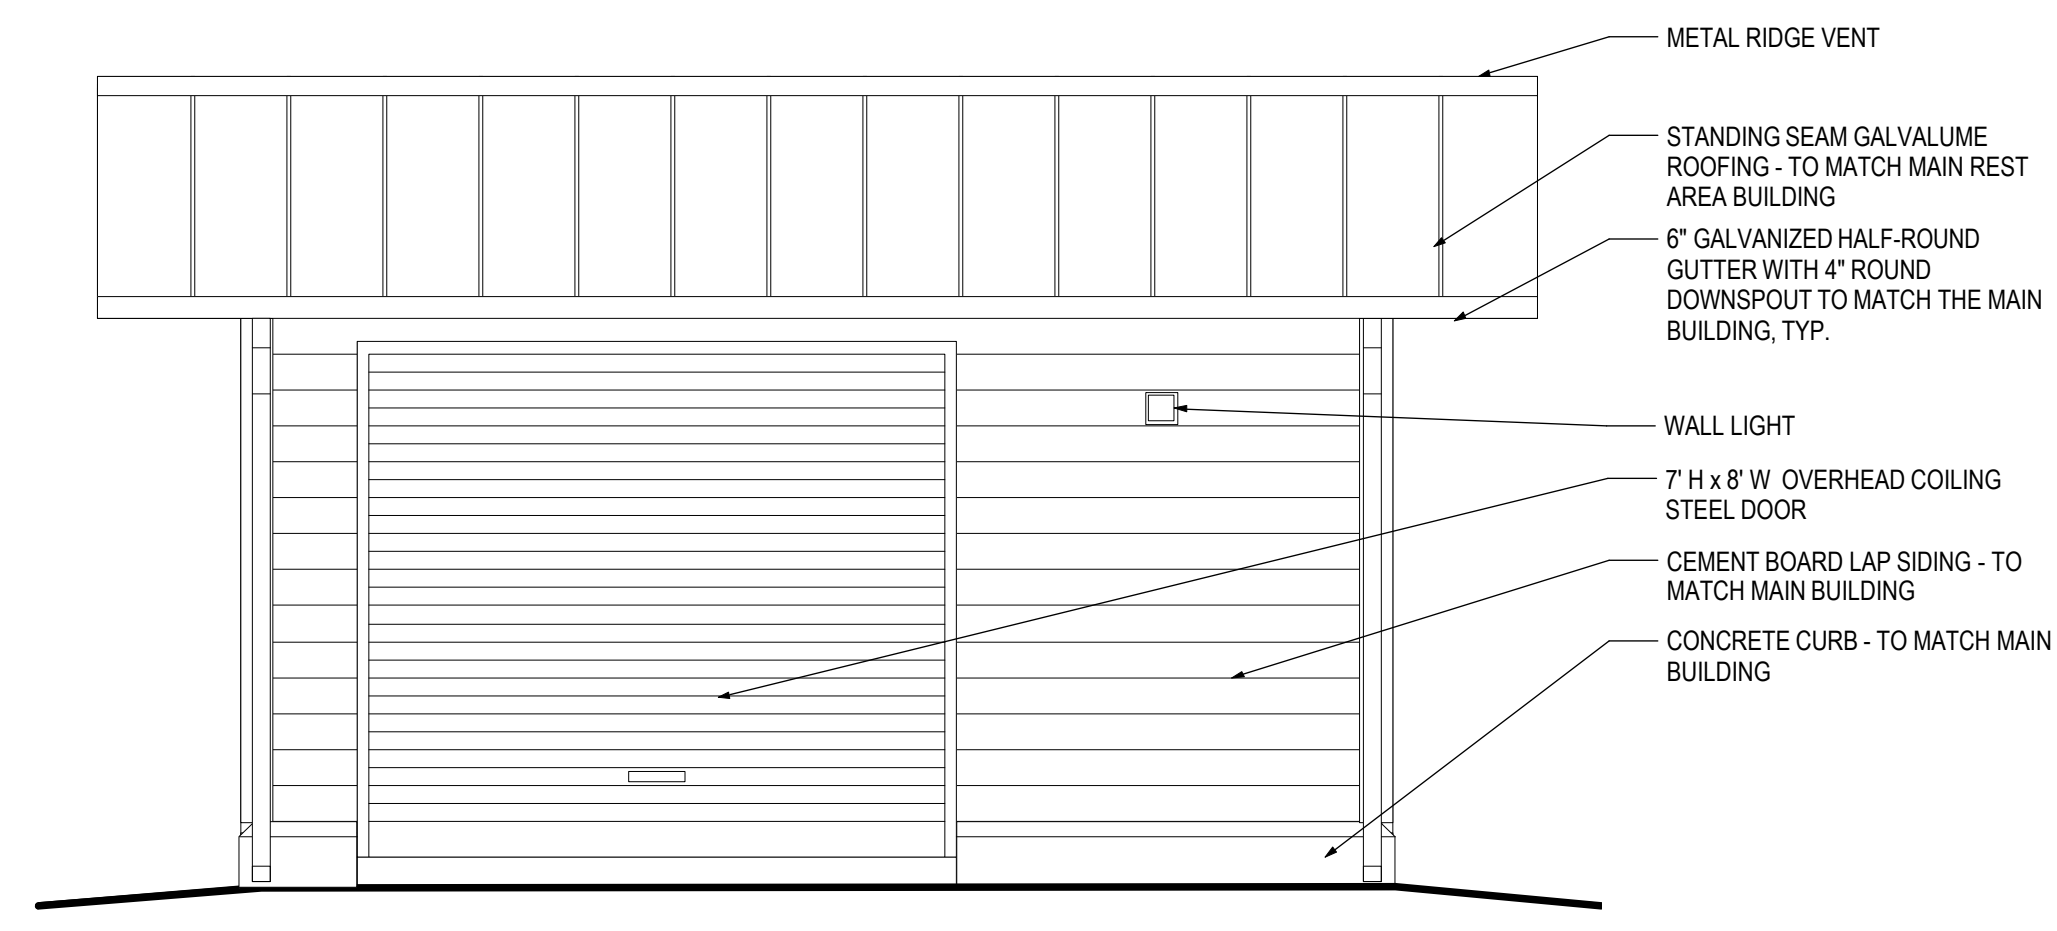 METAL RIDGE VENT
STANDING SEAM GALVALUME
ROOFING - TO MATCH MAIN REST
AREA BUILDING
6" GALVANIZED HALF-ROUND
GUTTER WITH 4" ROUND
DOWNSPOUT TO MATCH THE MAIN
BUILDING, TYP.
WALL LIGHT
7' H x 8' W  OVERHEAD COILING
STEEL DOOR
CEMENT BOARD LAP SIDING - TO
MATCH MAIN BUILDING
CONCRETE CURB - TO MATCH MAIN
BUILDING